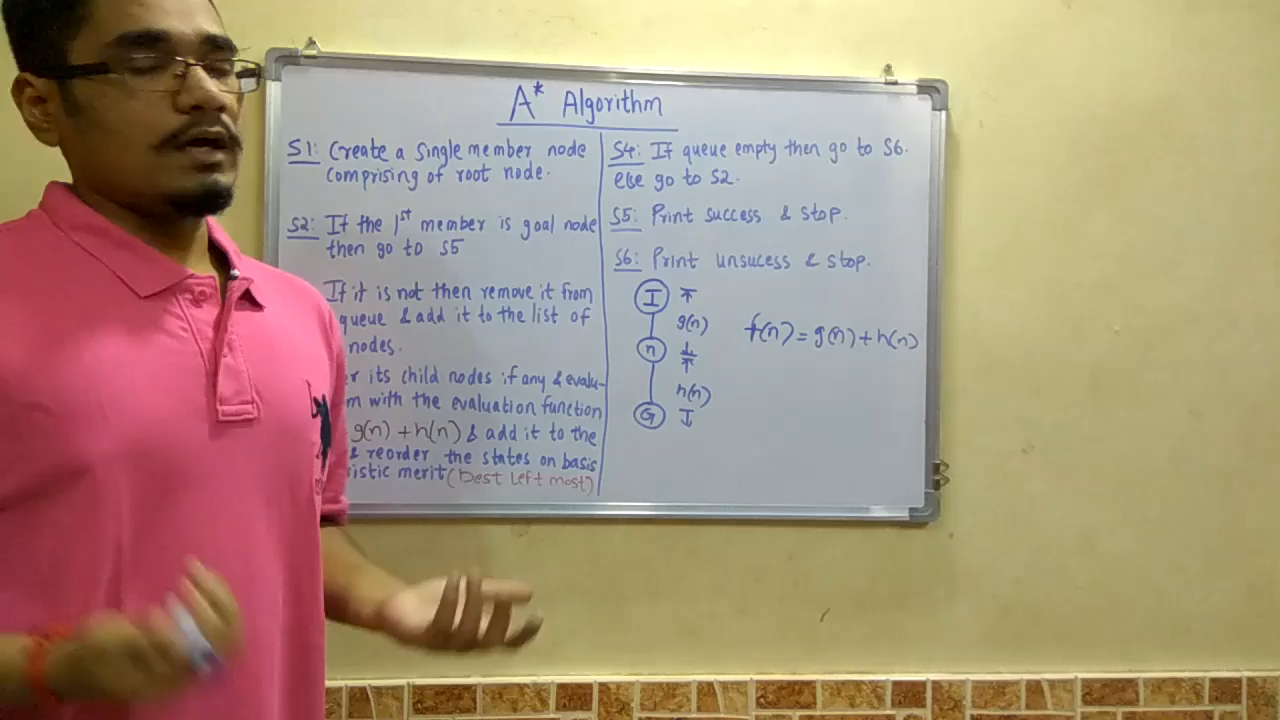 A* Algorithm
S1: Create a single member node
comprising of root node.
S2: If the 1st member is goal node
then go to S5
If it is not then remove it from
queue & add it to the list of
nodes.
its child nodes if any & evalu-
with the evaluation function
g(n) + h(n) & add it to the
& reorder the states on basis
merit (best left most)
S4: If queue empty then go to S6.
else go to S2.
S5: Print success & stop.
S6: Print unsucess & stop.
I
g(n)
f(n) = g(n) + h(n)
n
h(n)
G